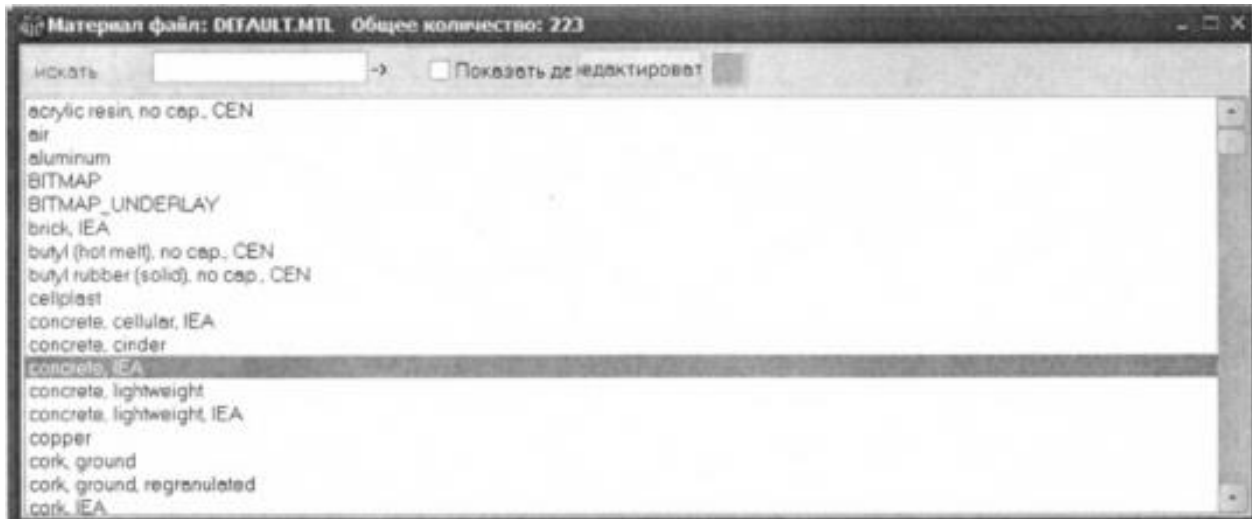 Материал файл: DEFAULT.MTL Общее количество: 223
искать -> Показать де редактироват
acrylic resin, no cap., CEN
air
aluminum
BITMAP
BITMAP_UNDERLAY
brick, IEA
butyl (hot melt), no cap., CEN
butyl rubber (solid), no cap., CEN
cellplast
concrete, cellular, IEA
concrete, cinder
concrete, IEA
concrete, lightweight
concrete, lightweight, IEA
copper
cork, ground
cork, ground, regranulated
cork, IEA